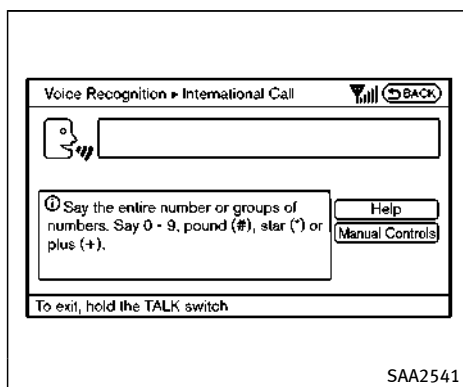 Voice Recognition ▸ International Call
BACK
Say the entire number or groups of
numbers. Say 0 - 9, pound (#), star (*) or
plus (+).
Help
Manual Controls
To exit, hold the TALK switch
SAA2541